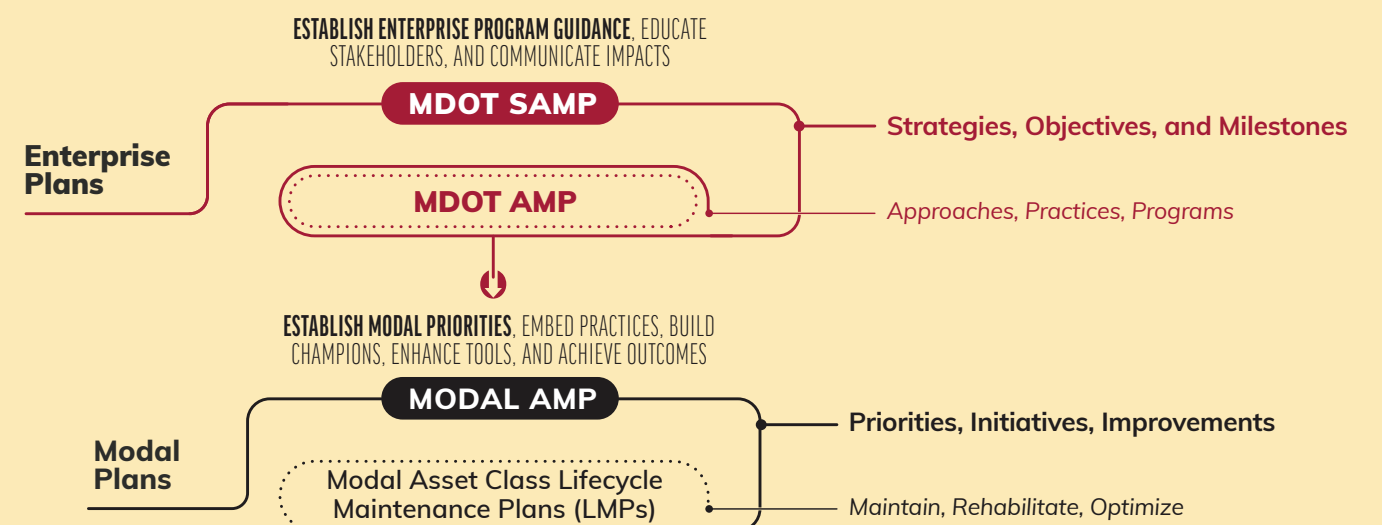 ESTABLISH ENTERPRISE PROGRAM GUIDANCE, EDUCATE
STAKEHOLDERS, AND COMMUNICATE IMPACTS
MDOT SAMP
Strategies, Objectives, and Milestones
Enterprise
Plans
MDOT AMP
Approaches, Practices, Programs
ESTABLISH MODAL PRIORITIES, EMBED PRACTICES, BUILD
CHAMPIONS, ENHANCE TOOLS, AND ACHIEVE OUTCOMES
MODAL AMP
Priorities, Initiatives, Improvements
Modal
Plans
Modal Asset Class Lifecycle
Maintenance Plans (LMPs)
Maintain, Rehabilitate, Optimize